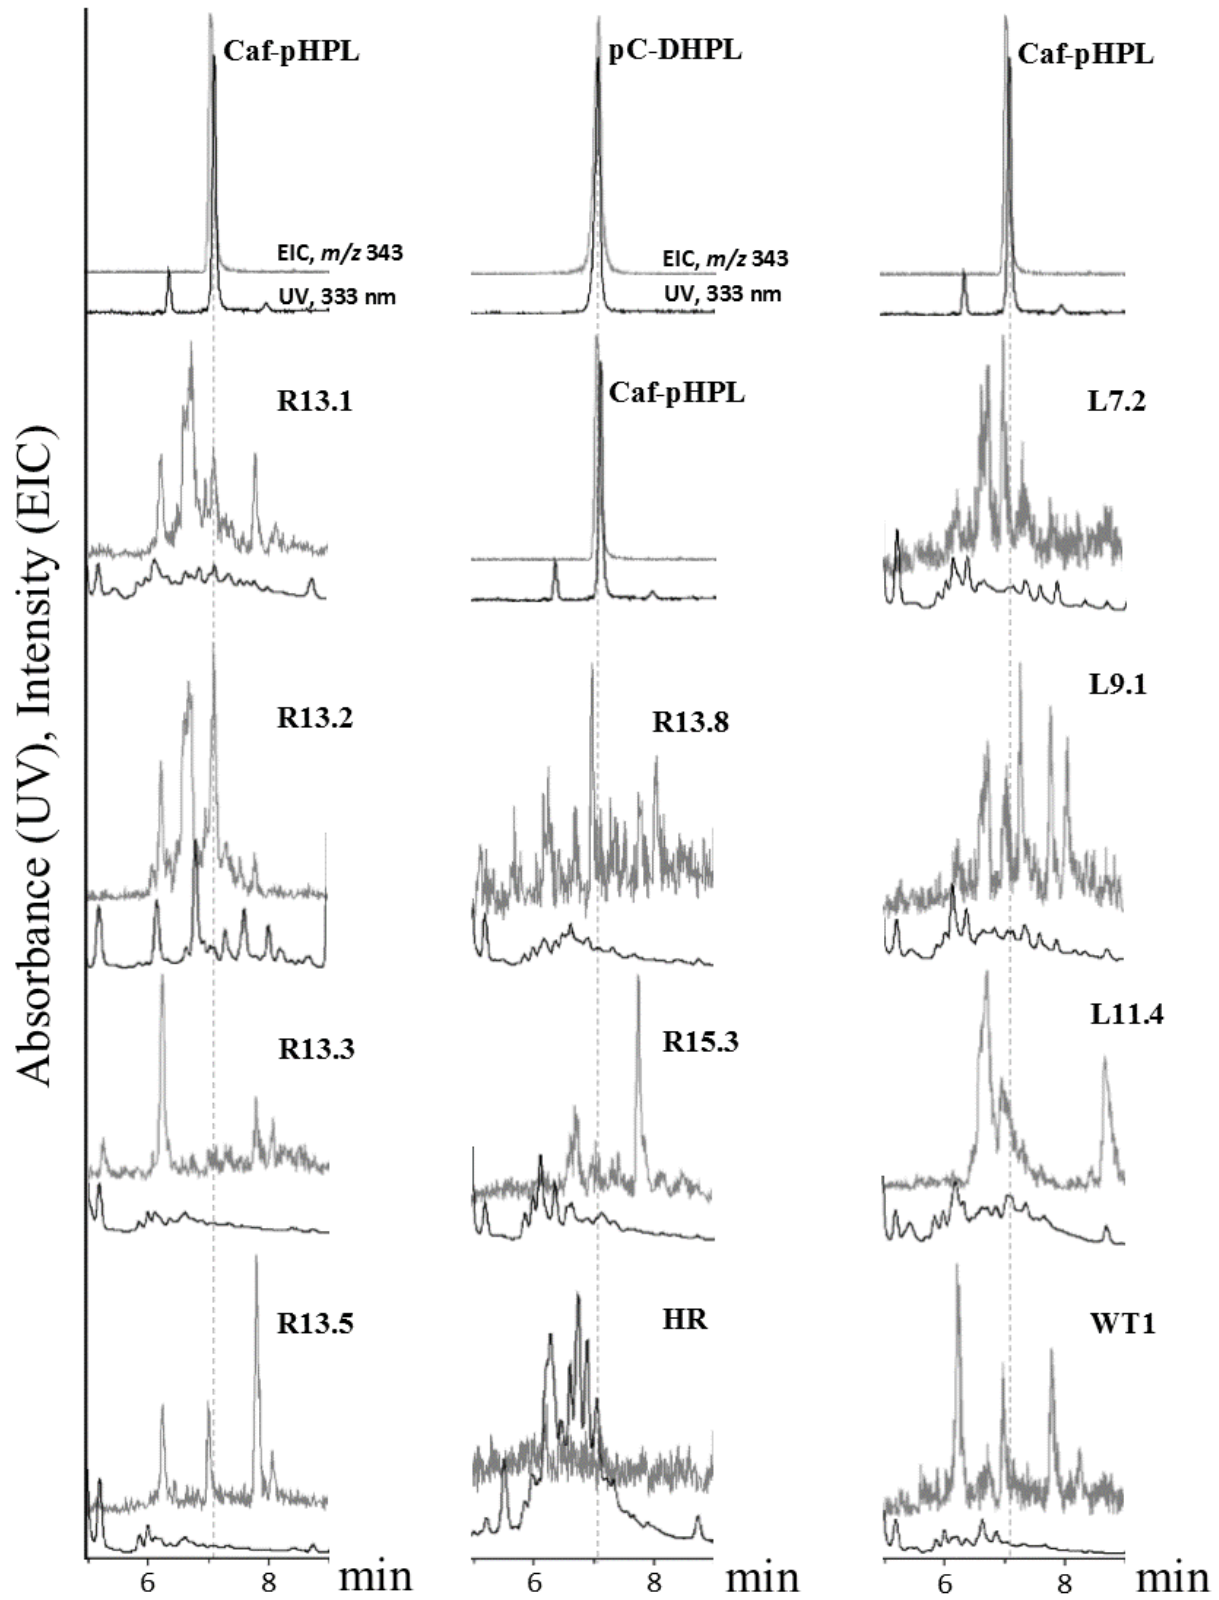 Absorbance (UV), Intensity (EIC)
Caf-pHPL
EIC, m/z 343
UV, 333 nm
R13.1
R13.2
R13.3
R13.5
6 8 min
pC-DHPL
EIC, m/z 343
UV, 333 nm
Caf-pHPL
R13.8
R15.3
HR
6 8 min
Caf-pHPL
L7.2
L9.1
L11.4
WT1
6 8 min